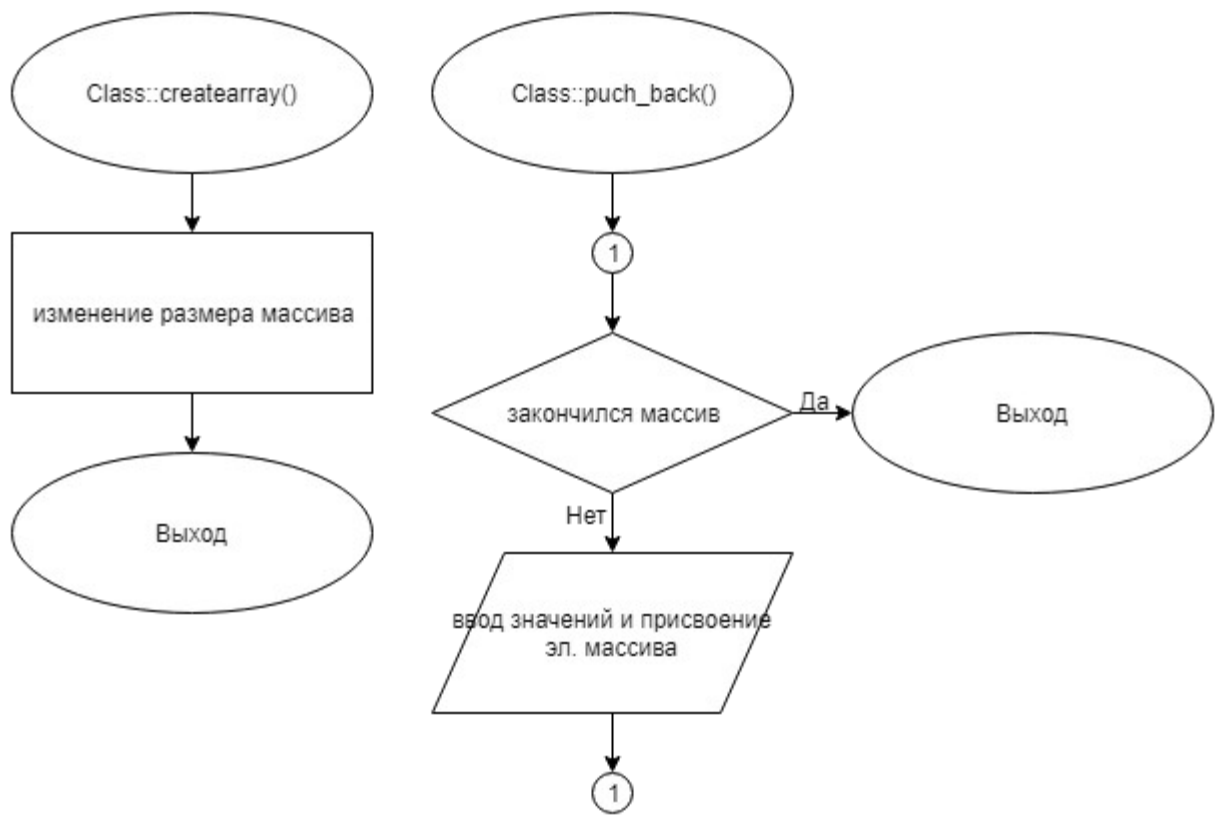 Class::createarray()
изменение размера массива
Выход
Class::puch_back()
1
закончился массив
Да
Выход
Нет
ввод значений и присвоение
эл. массива
1